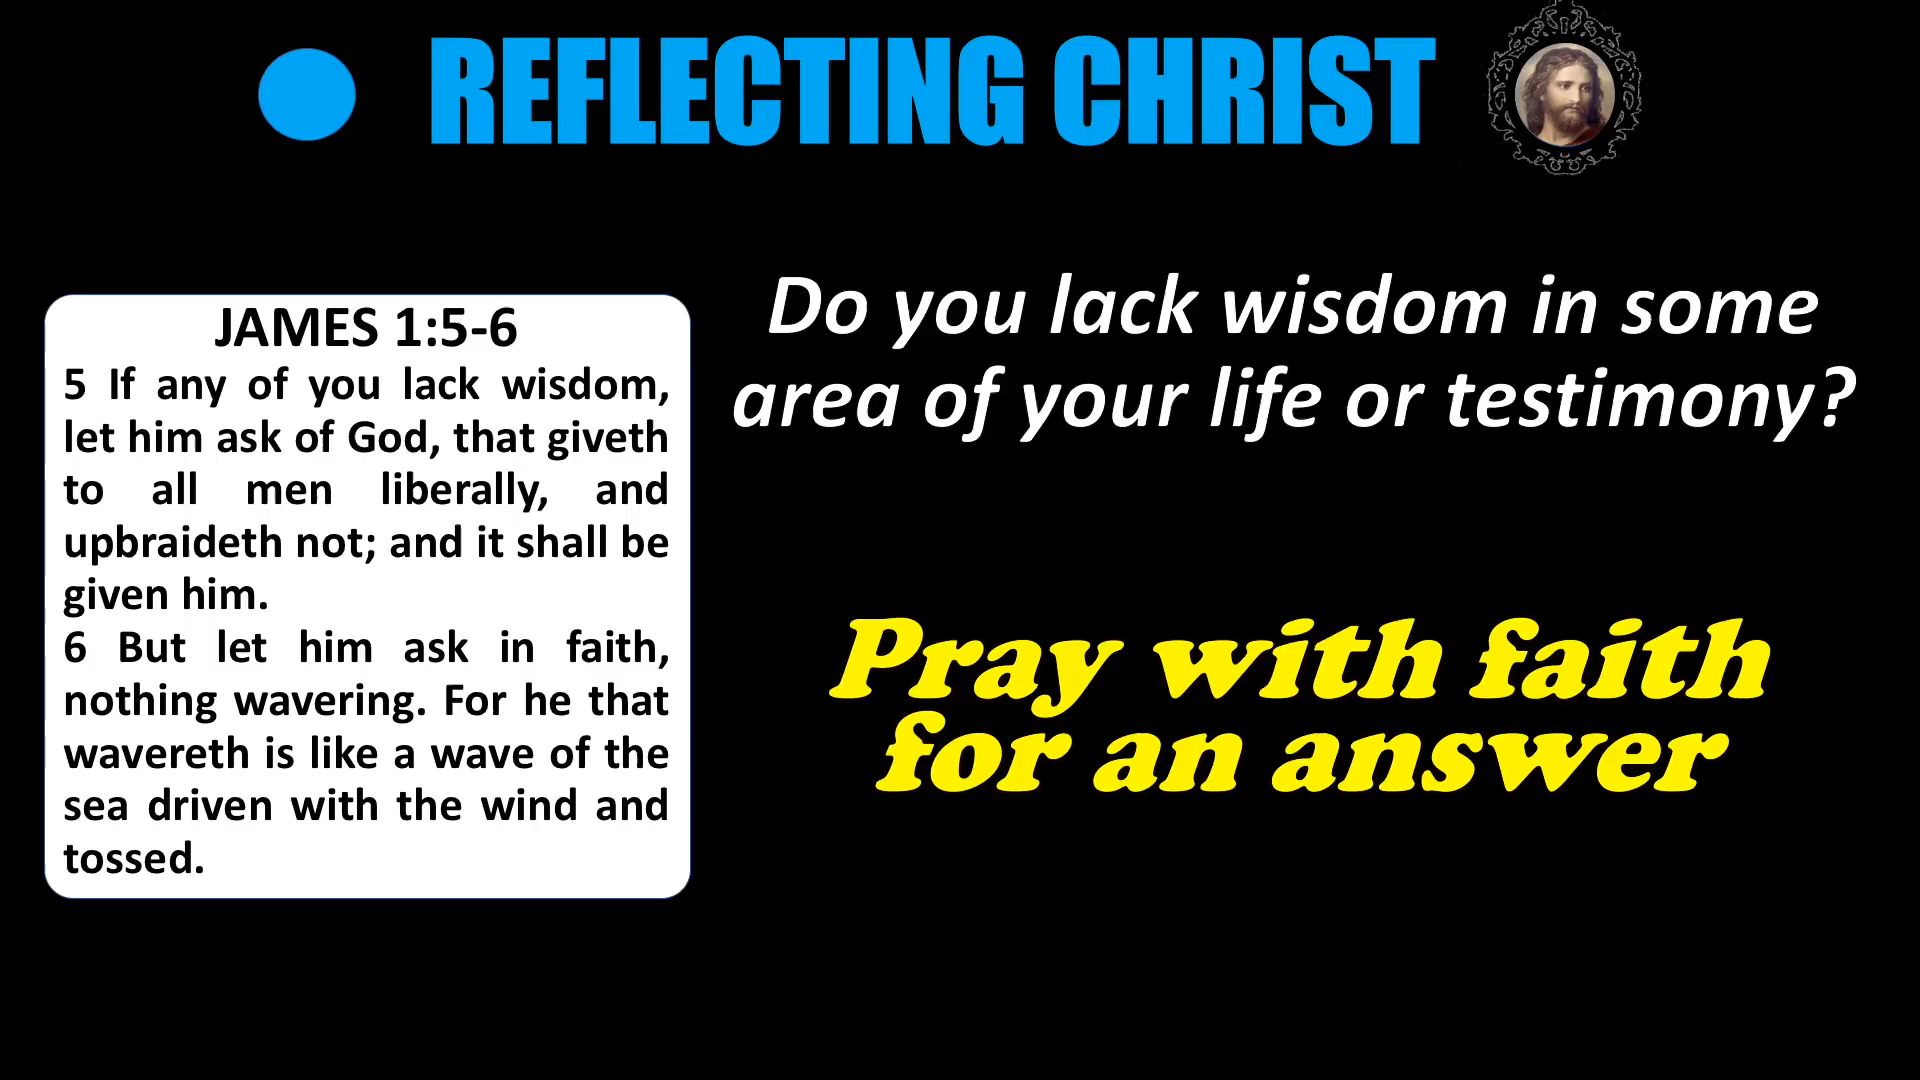 REFLECTING CHRIST
JAMES 1:5-6
5 If any of you lack wisdom,
let him ask of God, that giveth
to all men liberally, and
upbraideth not; and it shall be
given him.
6 But let him ask in faith,
nothing wavering. For he that
wavereth is like a wave of the
sea driven with the wind and
tossed.
Do you lack wisdom in some
area of your life or testimony?
Pray with faith
for an answer